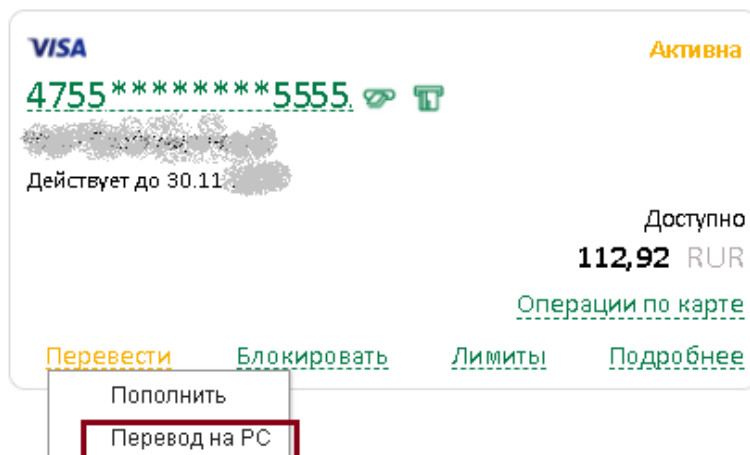 VISA
Активна
4755********5555
Действует до 30.11
Доступно
112,92 RUR
Операции по карте
Перевести Блокировать Лимиты Подробнее
Пополнить
Перевод на РС